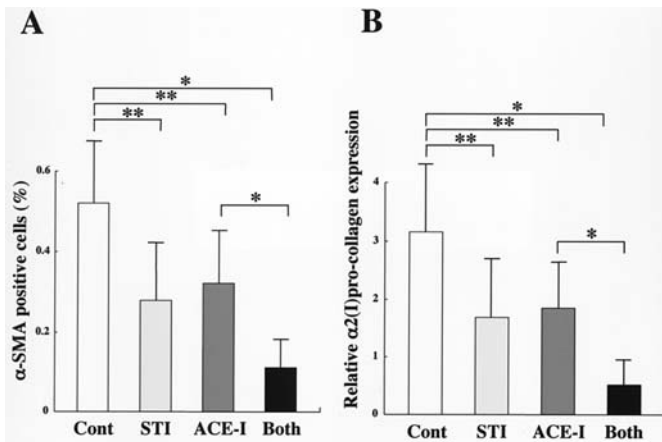 A
*
**
**
*
α-SMA positive cells (%)
0.6
0.4
0.2
0
Cont STI ACE-I Both
B
*
**
**
*
Relative α2(I)pro-collagen expression
4
3
2
1
0
Cont STI ACE-I Both